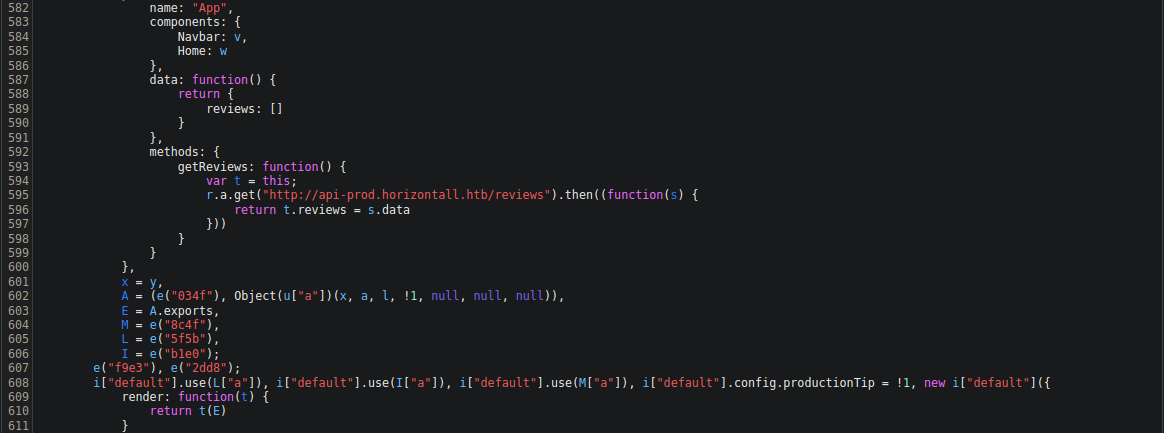 582 name: "App",
583 components: {
584 Navbar: v,
585 Home: w
586 },
587 data: function() {
588 return {
589 reviews: []
590 }
591 },
592 methods: {
593 getReviews: function() {
594 var t = this;
595 r.a.get("http://api-prod.horizontall.htb/reviews").then((function(s) {
596 return t.reviews = s.data
597 }))
598 }
599 }
600 },
601 x = y,
602 A = (e("034f"), Object(u["a"])(x, a, l, !1, null, null, null)),
603 E = A.exports,
604 M = e("8c4f"),
605 L = e("5f5b"),
606 I = e("b1e0");
607 e("f9e3"), e("2dd8");
608 i["default"].use(L["a"]), i["default"].use(I["a"]), i["default"].use(M["a"]), i["default"].config.productionTip = !1, new i["default"]({
609 render: function(t) {
610 return t(E)
611 }